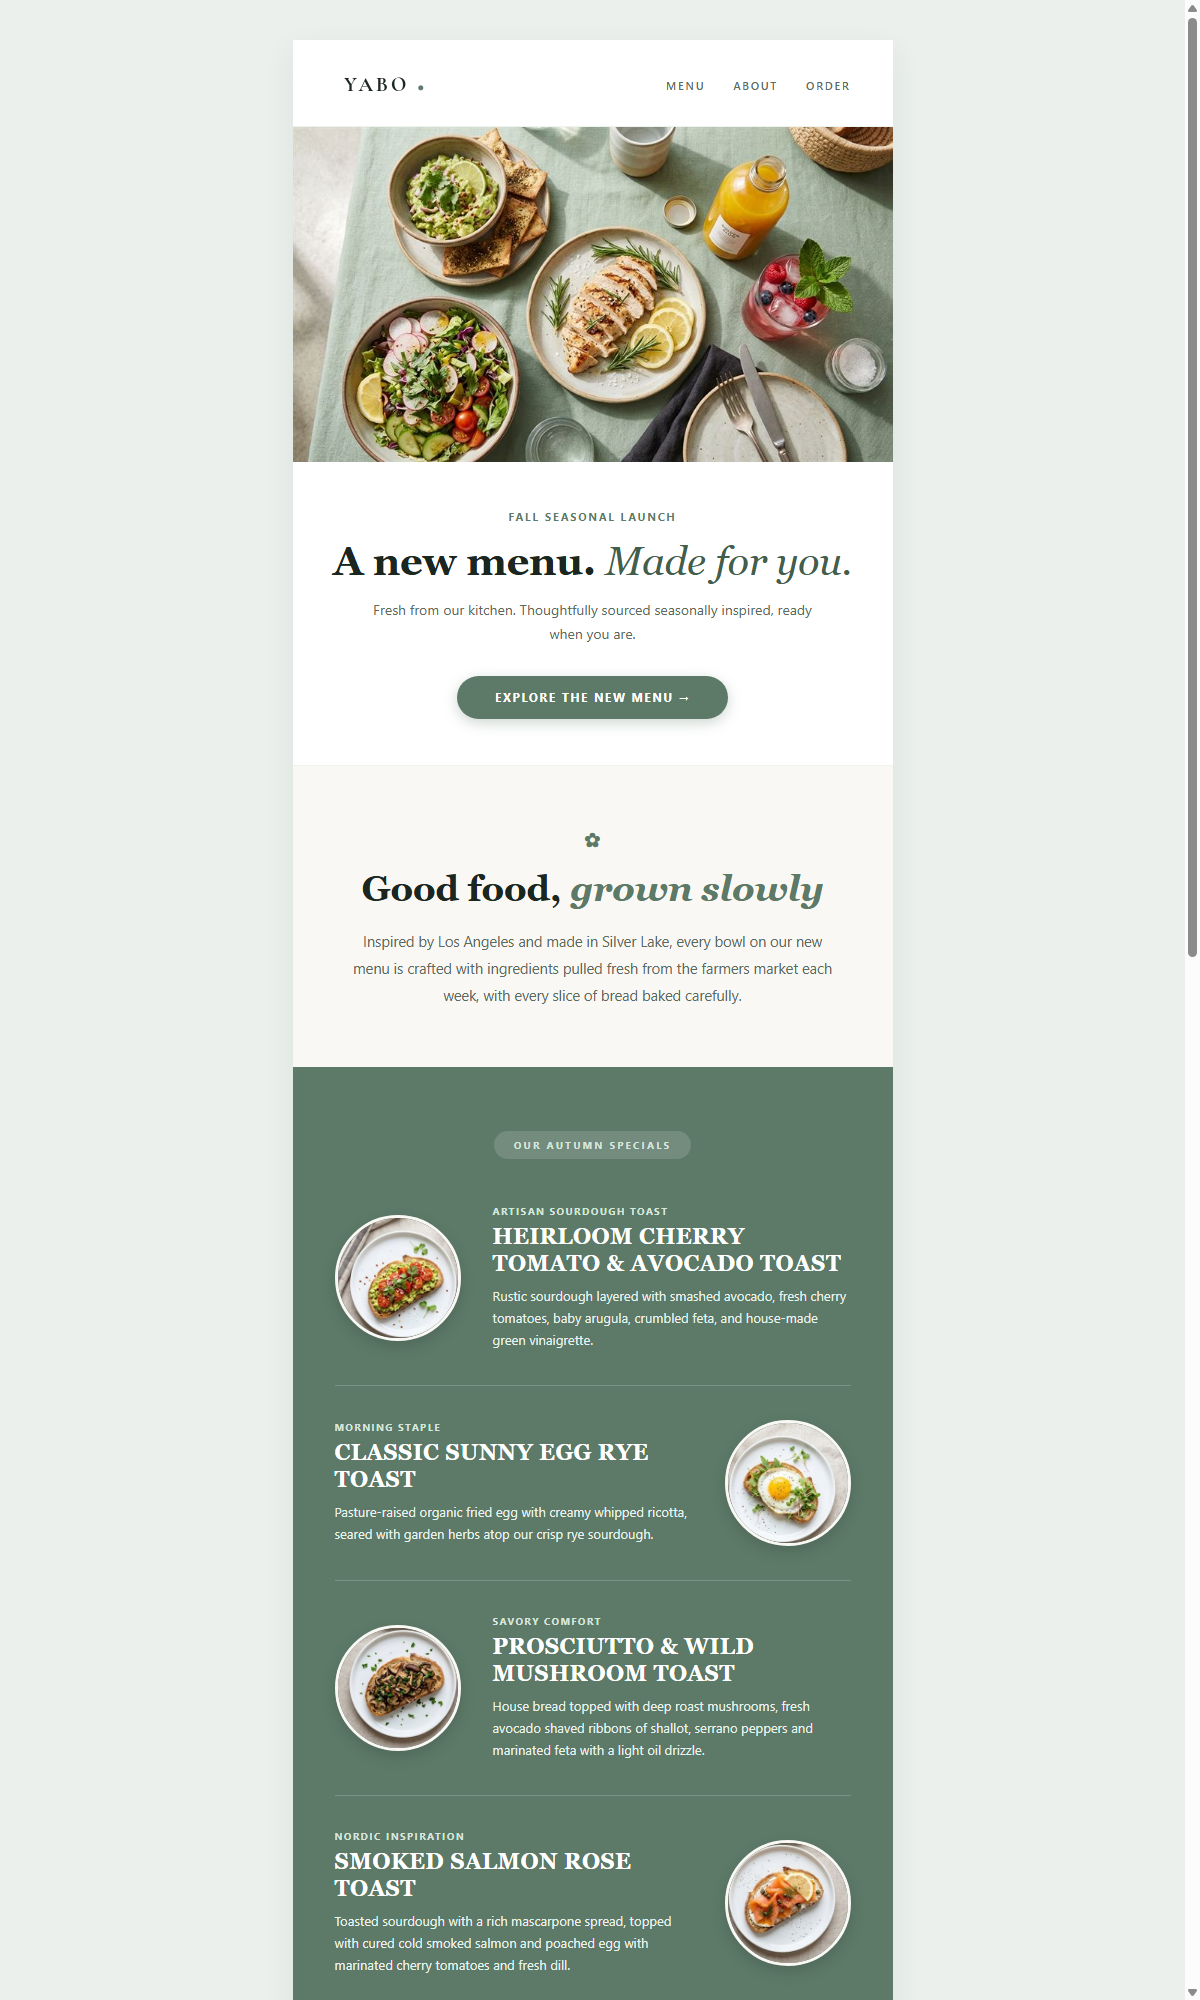 YABO .
MENU ABOUT ORDER
FALL SEASONAL LAUNCH
A new menu. Made for you.
Fresh from our kitchen. Thoughtfully sourced seasonally inspired, ready
when you are.
EXPLORE THE NEW MENU →
Good food, grown slowly
Inspired by Los Angeles and made in Silver Lake, every bowl on our new
menu is crafted with ingredients pulled fresh from the farmers market each
week, with every slice of bread baked carefully.
OUR AUTUMN SPECIALS
ARTISAN SOURDOUGH TOAST
HEIRLOOM CHERRY
TOMATO & AVOCADO TOAST
Rustic sourdough layered with smashed avocado, fresh cherry
tomatoes, baby arugula, crumbled feta, and house-made
green vinaigrette.
MORNING STAPLE
CLASSIC SUNNY EGG RYE
TOAST
Pasture-raised organic fried egg with creamy whipped ricotta,
seared with garden herbs atop our crisp rye sourdough.
SAVORY COMFORT
PROSCIUTTO & WILD
MUSHROOM TOAST
House bread topped with deep roast mushrooms, fresh
avocado shaved ribbons of shallot, serrano peppers and
marinated feta with a light oil drizzle.
NORDIC INSPIRATION
SMOKED SALMON ROSE
TOAST
Toasted sourdough with a rich mascarpone spread, topped
with cured cold smoked salmon and poached egg with
marinated cherry tomatoes and fresh dill.